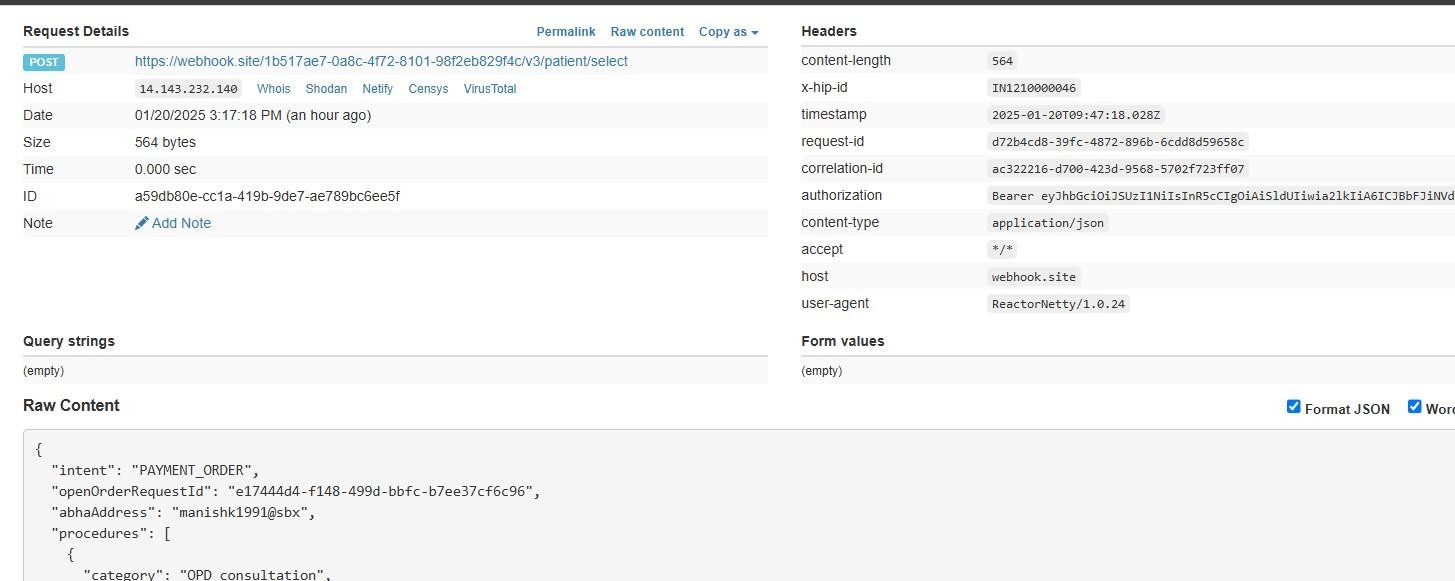 Request Details Permalink Raw content Copy as
POST https://webhook.site/1b517ae7-0a8c-4f72-8101-98f2eb829f4c/v3/patient/select
Host 14.143.232.140 Whois Shodan Netify Censys VirusTotal
Date 01/20/2025 3:17:18 PM (an hour ago)
Size 564 bytes
Time 0.000 sec
ID a59db80e-cc1a-419b-9de7-ae789bc6ee5f
Note Add Note
Headers
content-length 564
x-hip-id IN1210000046
timestamp 2025-01-20T09:47:18.028Z
request-id d72b4cd8-39fc-4872-896b-6cdd8d59658c
correlation-id ac322216-d700-423d-9568-5702f723ff07
authorization Bearer eyJhbGciOiJSUzI1NiIsInR5cCIgOiAiSldUIiwia2lkIiA6ICJBbFJiNVd
content-type application/json
accept */*
host webhook.site
user-agent ReactorNetty/1.0.24
Query strings
(empty)
Form values
(empty)
Raw Content Format JSON Word
{
"intent": "PAYMENT_ORDER",
"openOrderRequestId": "e17444d4-f148-499d-bbfc-b7ee37cf6c96",
"abhaAddress": "manishk1991@sbx",
"procedures": [
{
"category": "OPD consultation",